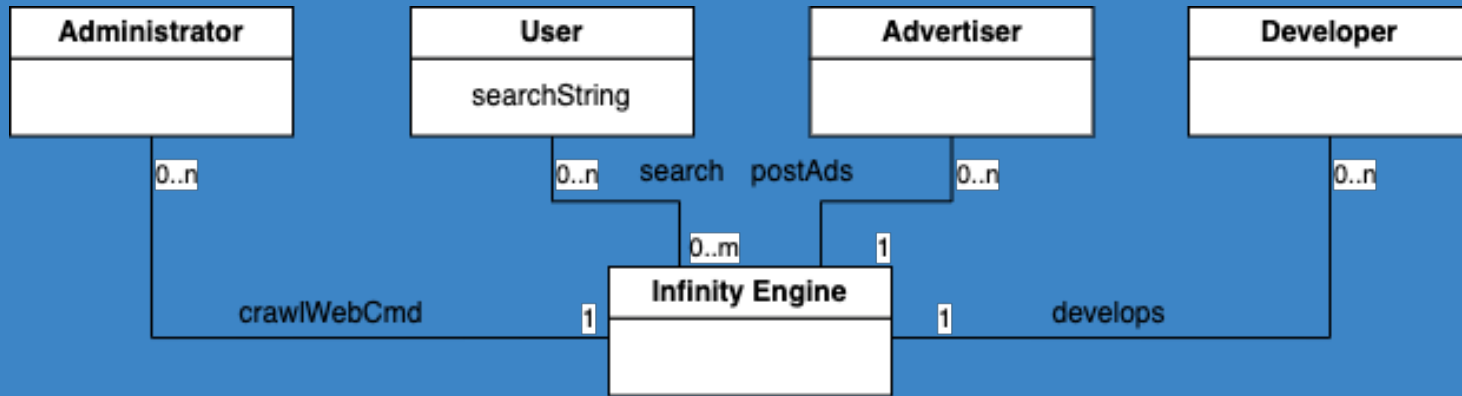 Administrator
User
Advertiser
Developer
searchString
0..n
0..n
search
postAds
0..n
0..n
0..m
1
Infinity Engine
crawlWebCmd
1
1
develops